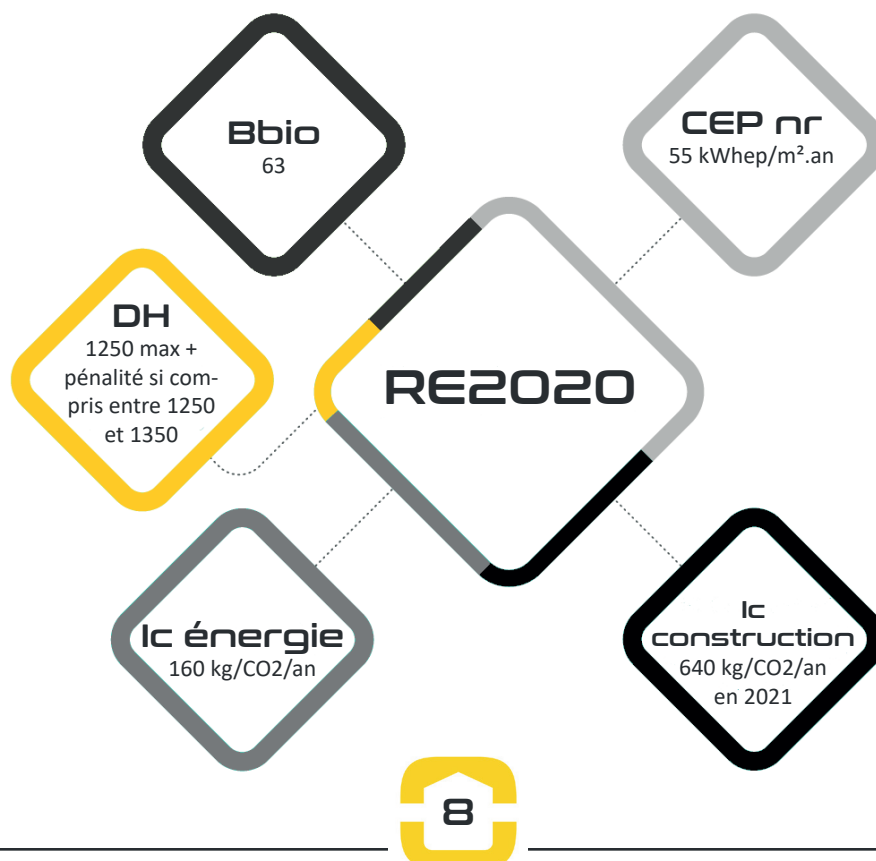 Bbio
63
CEP nr
55 kWhep/m².an
DH
1250 max +
pénalité si com-
pris entre 1250
et 1350
RE2020
Ic énergie
160 kg/CO2/an
Ic
construction
640 kg/CO2/an
en 2021
8